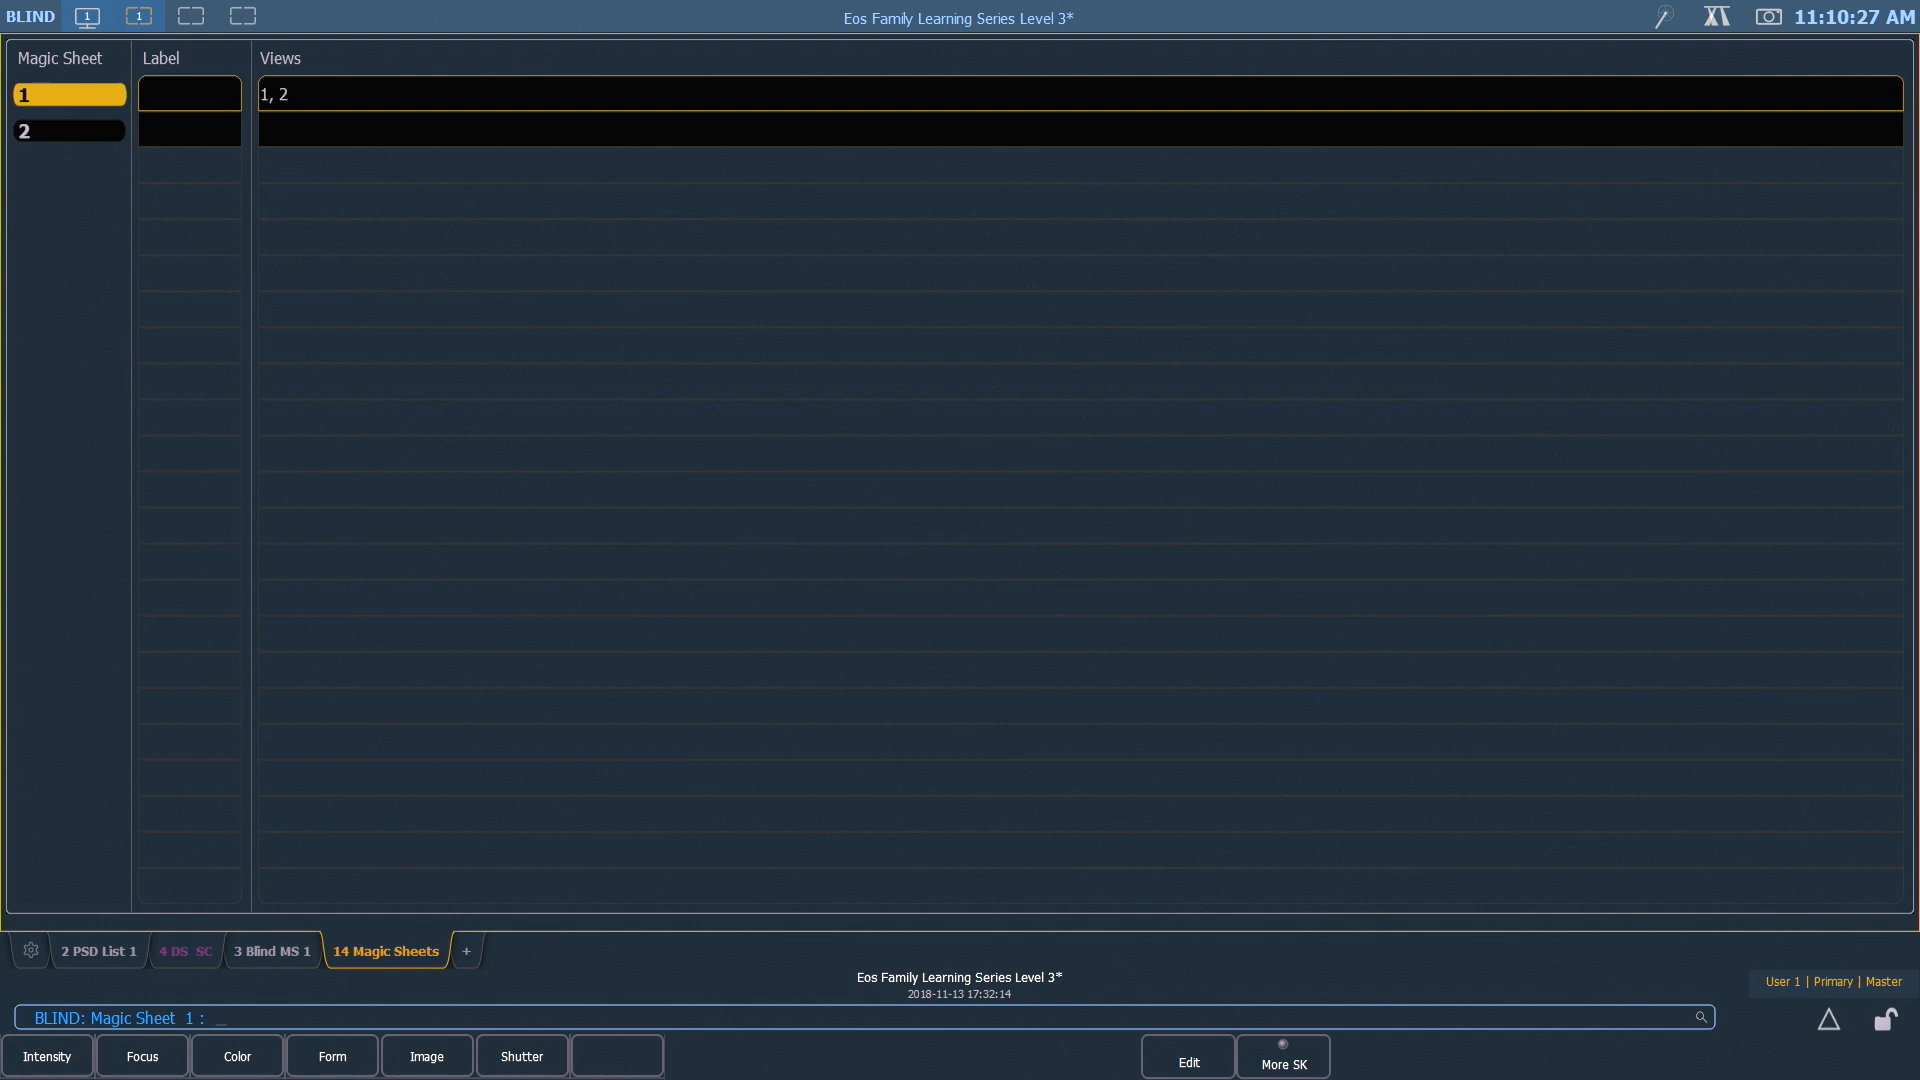 BLIND
1
1
Eos Family Learning Series Level 3*
11:10:27 AM
Magic Sheet
Label
Views
1
1, 2
2
2 PSD List 1
4 DS SC
3 Blind MS 1
14 Magic Sheets
+
Eos Family Learning Series Level 3*
2018-11-13 17:32:14
User 1 | Primary | Master
BLIND: Magic Sheet 1 : _
Intensity
Focus
Color
Form
Image
Shutter
Edit
More SK